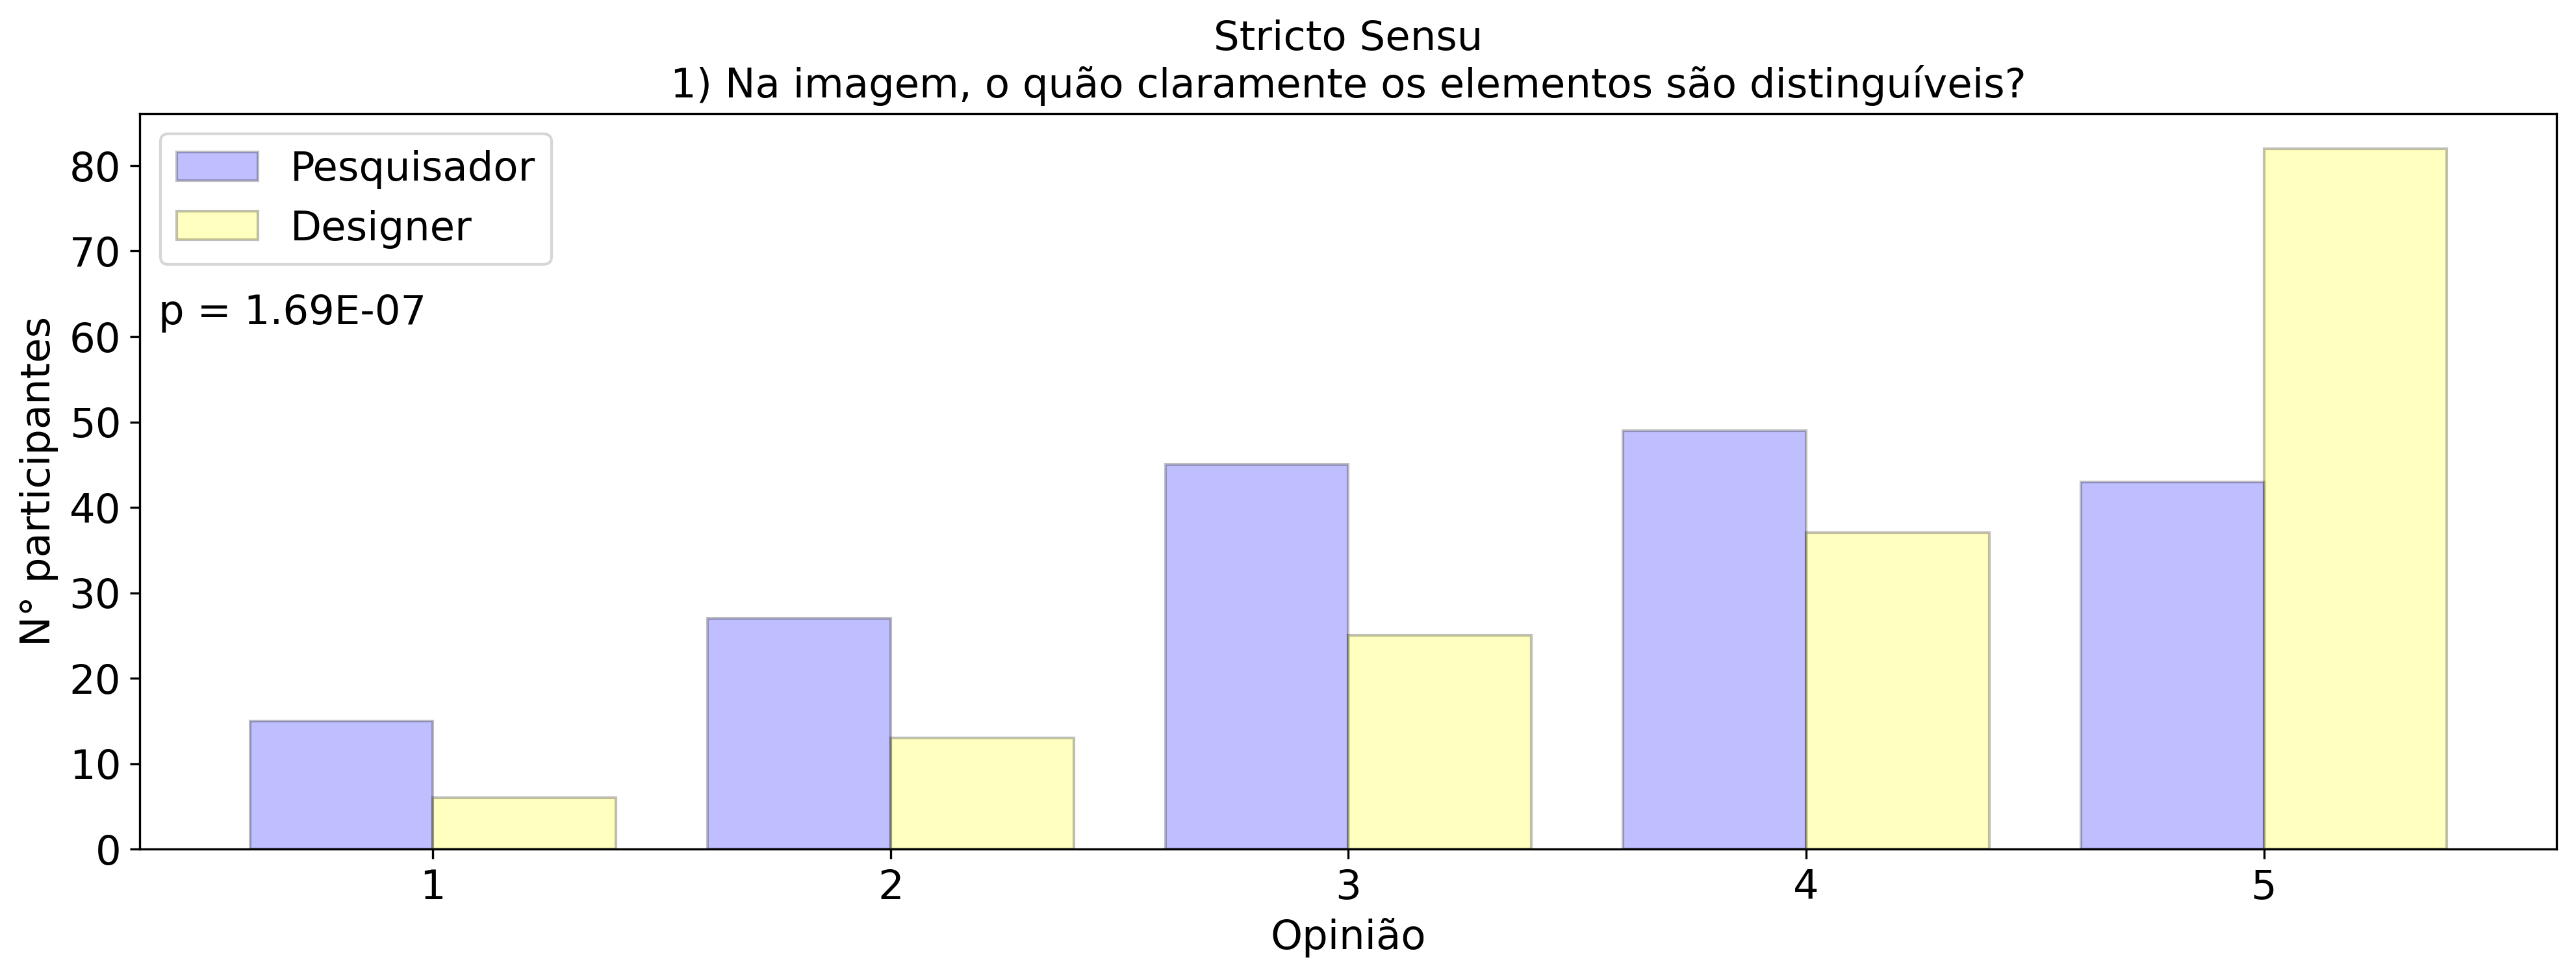 Stricto Sensu
1) Na imagem, o quão claramente os elementos são distinguíveis?
Pesquisador
Designer
p = 1.69E-07
N° participantes
80
70
60
50
40
30
20
10
0
1 2 3 4 5
Opinião